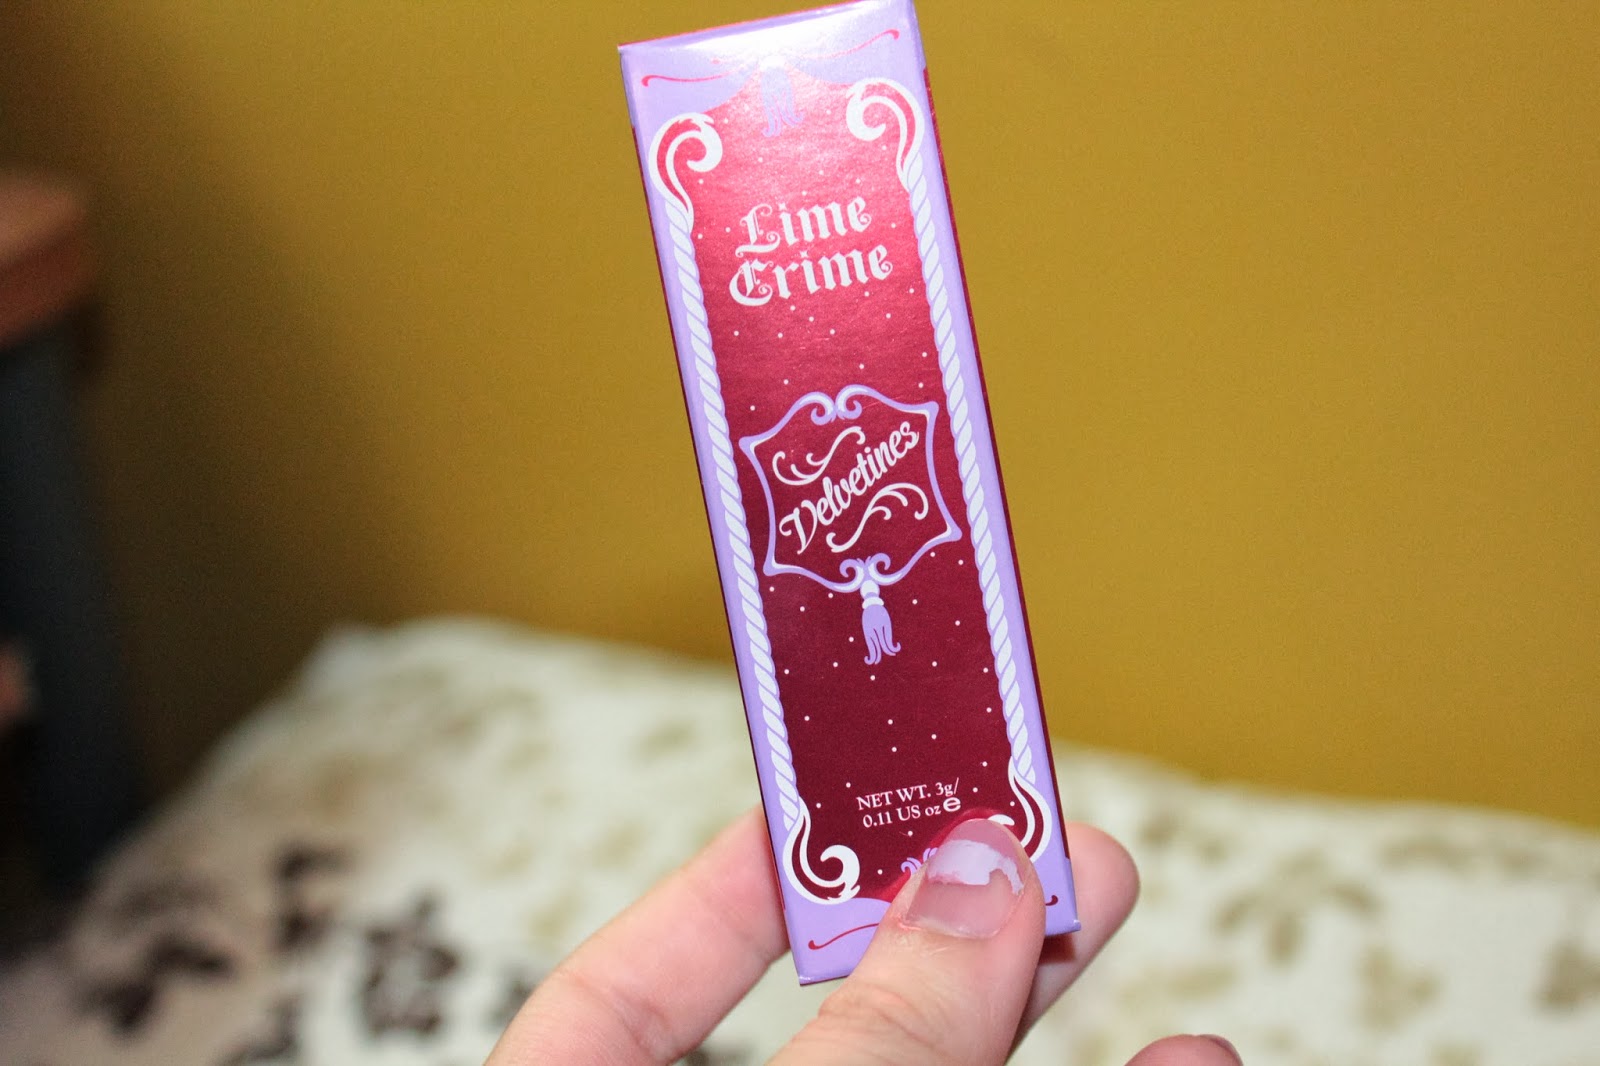 Lime
Crime
Velvetines
NET WT. 3g/
0.11 US oz ℮